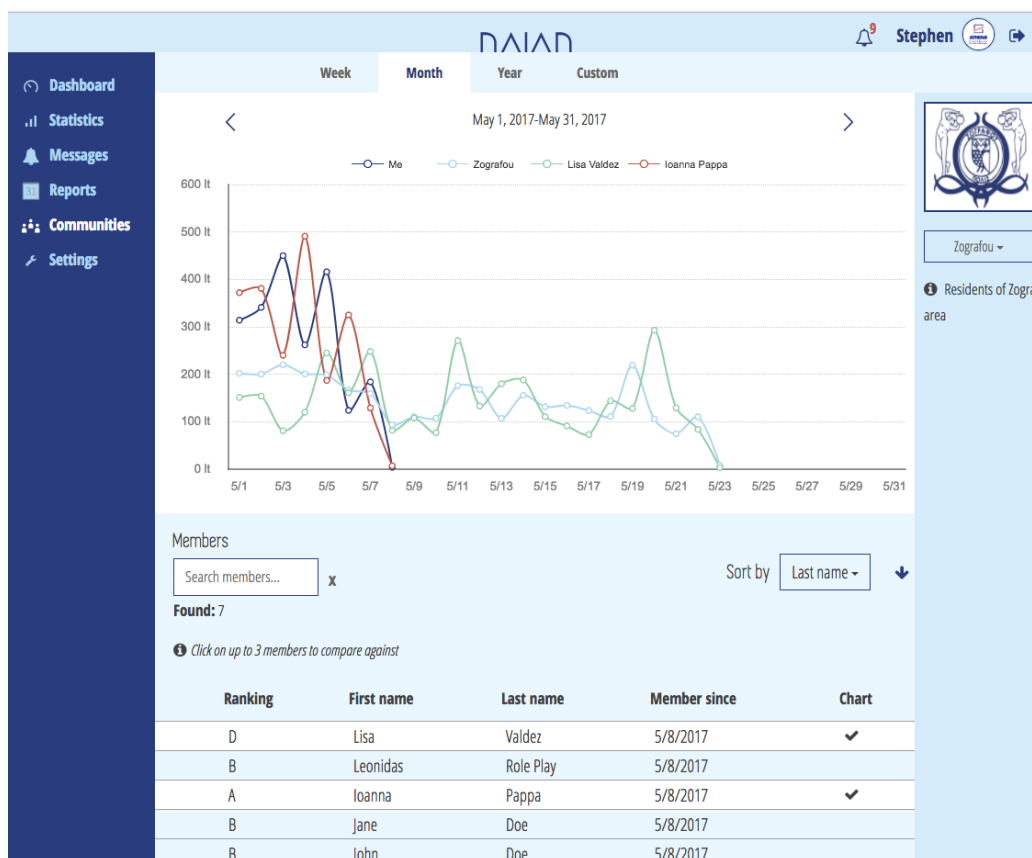 DAIAD
9
Stephen
Dashboard
Statistics
Messages
31 Reports
Communities
Settings
Week Month Year Custom
May 1, 2017-May 31, 2017
Me Zografou Lisa Valdez Ioanna Pappa
600 lt
500 lt
400 lt
300 lt
200 lt
100 lt
0 lt
5/1 5/3 5/5 5/7 5/9 5/11 5/13 5/15 5/17 5/19 5/21 5/23 5/25 5/27 5/29 5/31
Zografou
Residents of Zogra
area
Members
Search members... x
Sort by Last name
Found: 7
Click on up to 3 members to compare against
Ranking First name Last name Member since Chart
D Lisa Valdez 5/8/2017
B Leonidas Role Play 5/8/2017
A Ioanna Pappa 5/8/2017
B Jane Doe 5/8/2017
B John Doe 5/8/2017